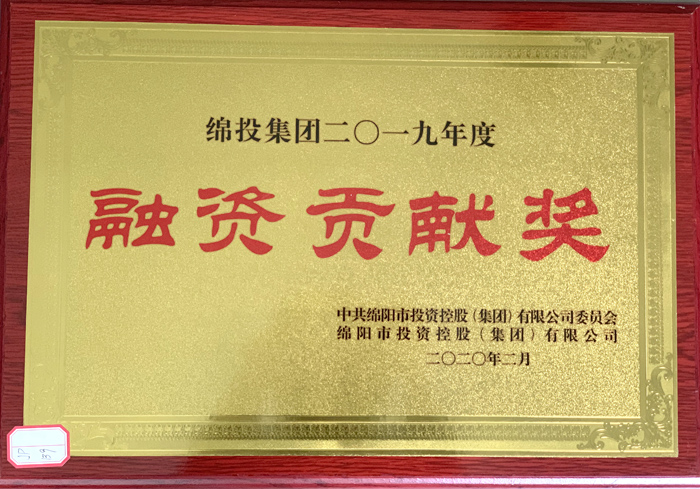 绵投集团二〇一九年度
融资贡献奖
中共绵阳市投资控股（集团）有限公司委员会
绵阳市投资控股（集团）有限公司
二〇二〇年二月